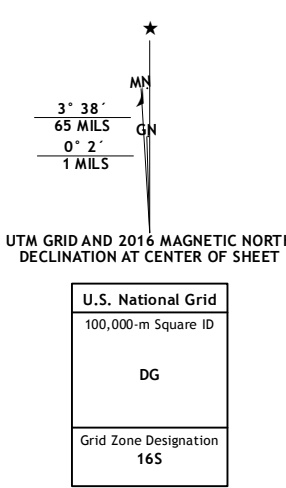 ★
MN
3° 38´
65 MILS
GN
0° 2´
1 MILS
UTM GRID AND 2016 MAGNETIC NORT
DECLINATION AT CENTER OF SHEET
U.S. National Grid
100,000-m Square ID
DG
Grid Zone Designation
16S